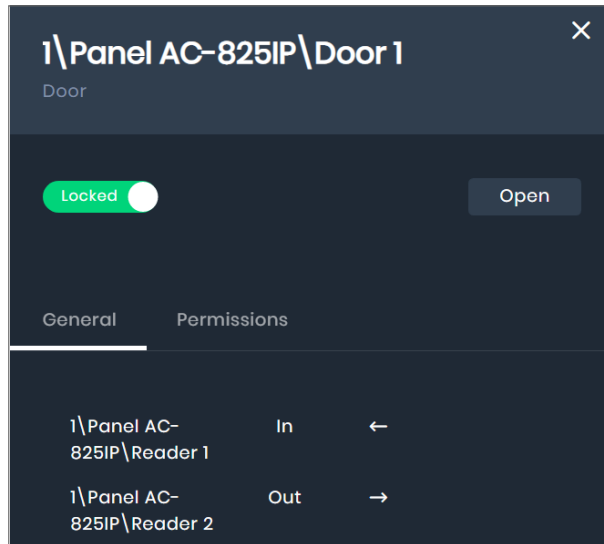 1\Panel AC-825IP\Door 1
Door
Locked
Open
General Permissions
1\Panel AC- In ←
825IP\Reader 1
1\Panel AC- Out →
825IP\Reader 2